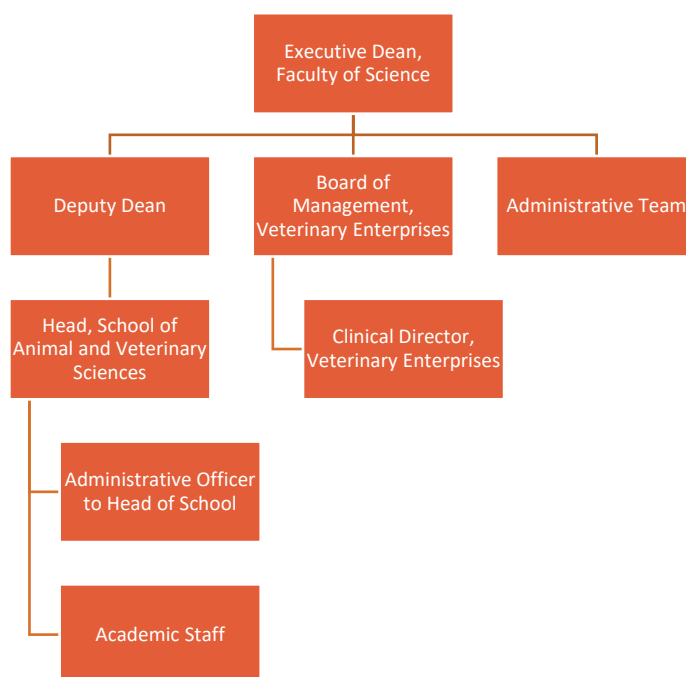 Executive Dean,
Faculty of Science
Deputy Dean
Board of
Management,
Veterinary Enterprises
Administrative Team
Head, School of
Animal and Veterinary
Sciences
Clinical Director,
Veterinary Enterprises
Administrative Officer
to Head of School
Academic Staff